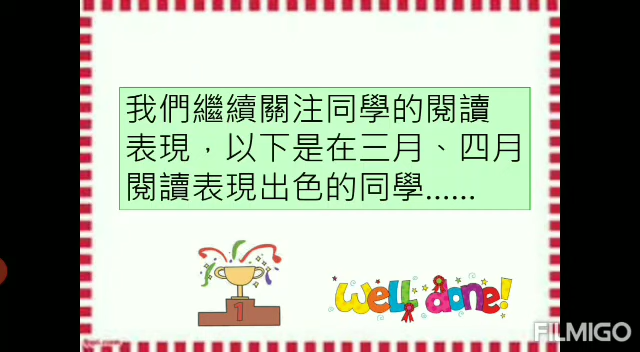 我們繼續關注同學的閱讀
表現，以下是在三月、四月
閱讀表現出色的同學......
1
well done!
FILMIGO